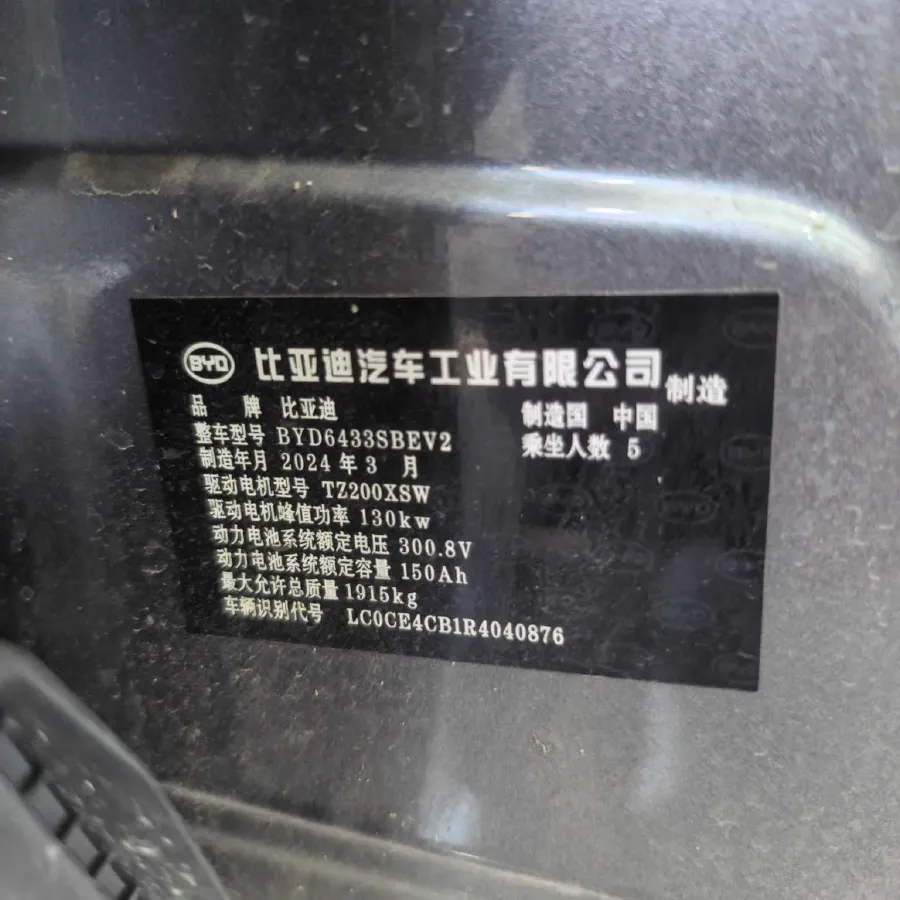 BYD 比亚迪汽车工业有限公司 制造
品 牌 比亚迪 制造国 中国
整车型号 BYD6433SBEV2 乘坐人数 5
制造年月 2024 年 3 月
驱动电机型号 TZ200XSW
驱动电机峰值功率 130kw
动力电池系统额定电压 300.8V
动力电池系统额定容量 150Ah
最大允许总质量 1915kg
车辆识别代号 LC0CE4CB1R4040876